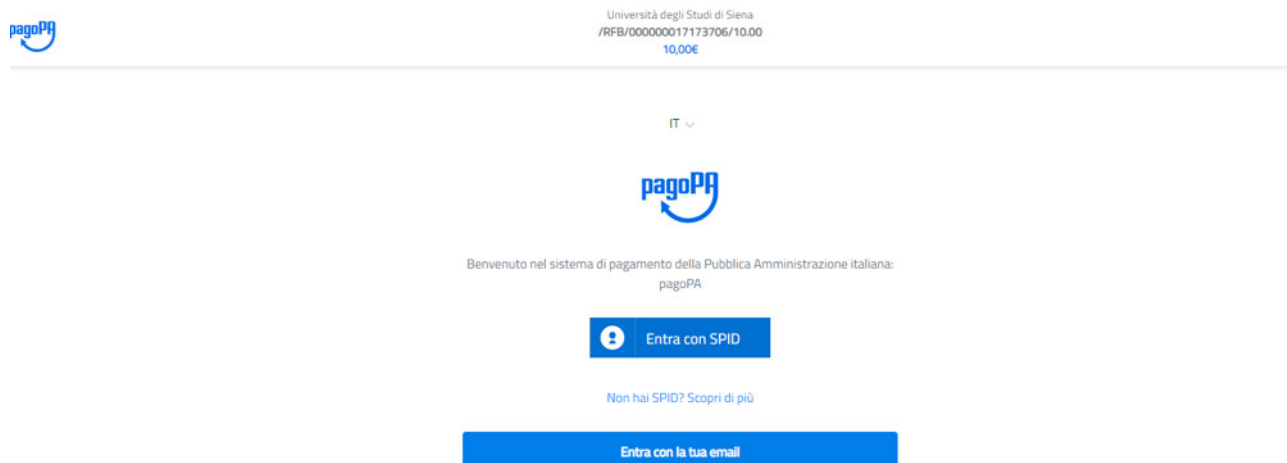 pagoPA
Università degli Studi di Siena
/RFB/000000017173706/10.00
10,00€
IT
pagoPA
Benvenuto nel sistema di pagamento della Pubblica Amministrazione italiana:
pagoPA
Entra con SPID
Non hai SPID? Scopri di più
Entra con la tua email